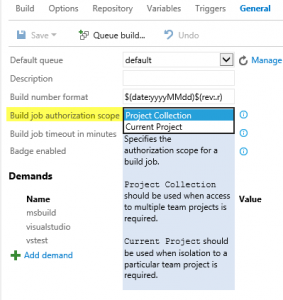 Build Options Repository Variables Triggers General
Save Queue build... Undo
Default queue default Manage
Description
Build number format $(date:yyyyMMdd)$(rev:.r)
Build job authorization scope Project Collection
Current Project
Build job timeout in minutes Specifies the
authorization scope for a
Badge enabled build job.
Demands
Project Collection
should be used when access
Name to multiple team projects is Value
msbuild required.
visualstudio
vstest Current Project should
be used when isolation to a
Add demand particular team project is
required.